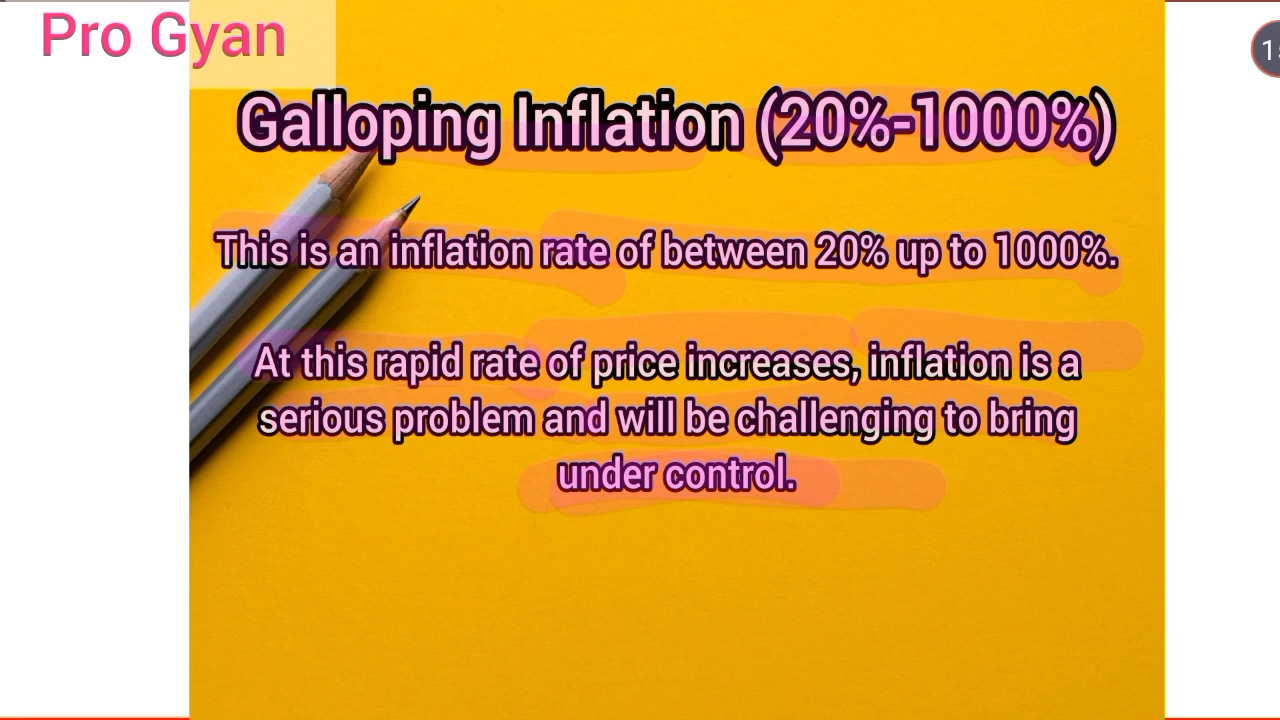 Pro Gyan
Galloping Inflation (20%-1000%)
This is an inflation rate of between 20% up to 1000%.
At this rapid rate of price increases, inflation is a
serious problem and will be challenging to bring
under control.